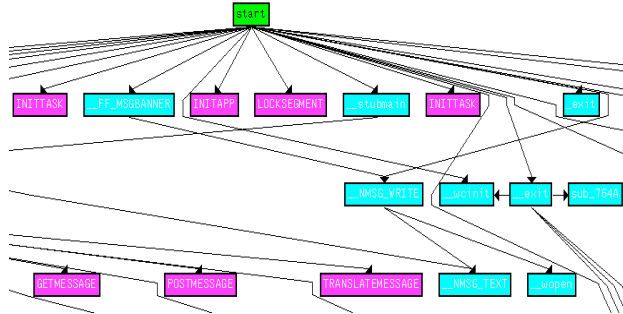 start
INITTASK
__FF_MSGBANNER
INITAPP
LOCKSEGMENT
__stubmain
INITTASK
_exit
__NMSG_WRITE
__wcinit
__exit
sub_764A
GETMESSAGE
POSTMESSAGE
TRANSLATEMESSAGE
__NMSG_TEXT
__wopen